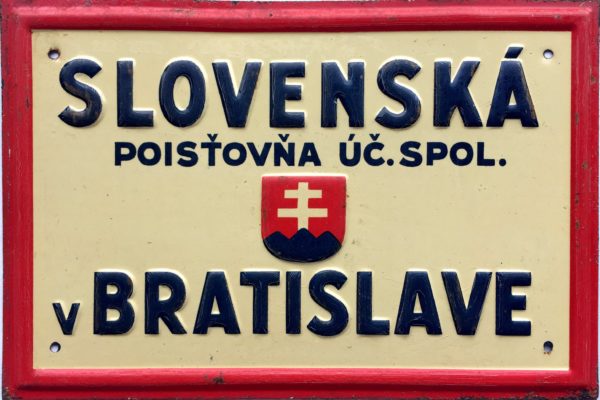 SLOVENSKÁ
POISŤOVŇA ÚČ. SPOL.
V BRATISLAVE